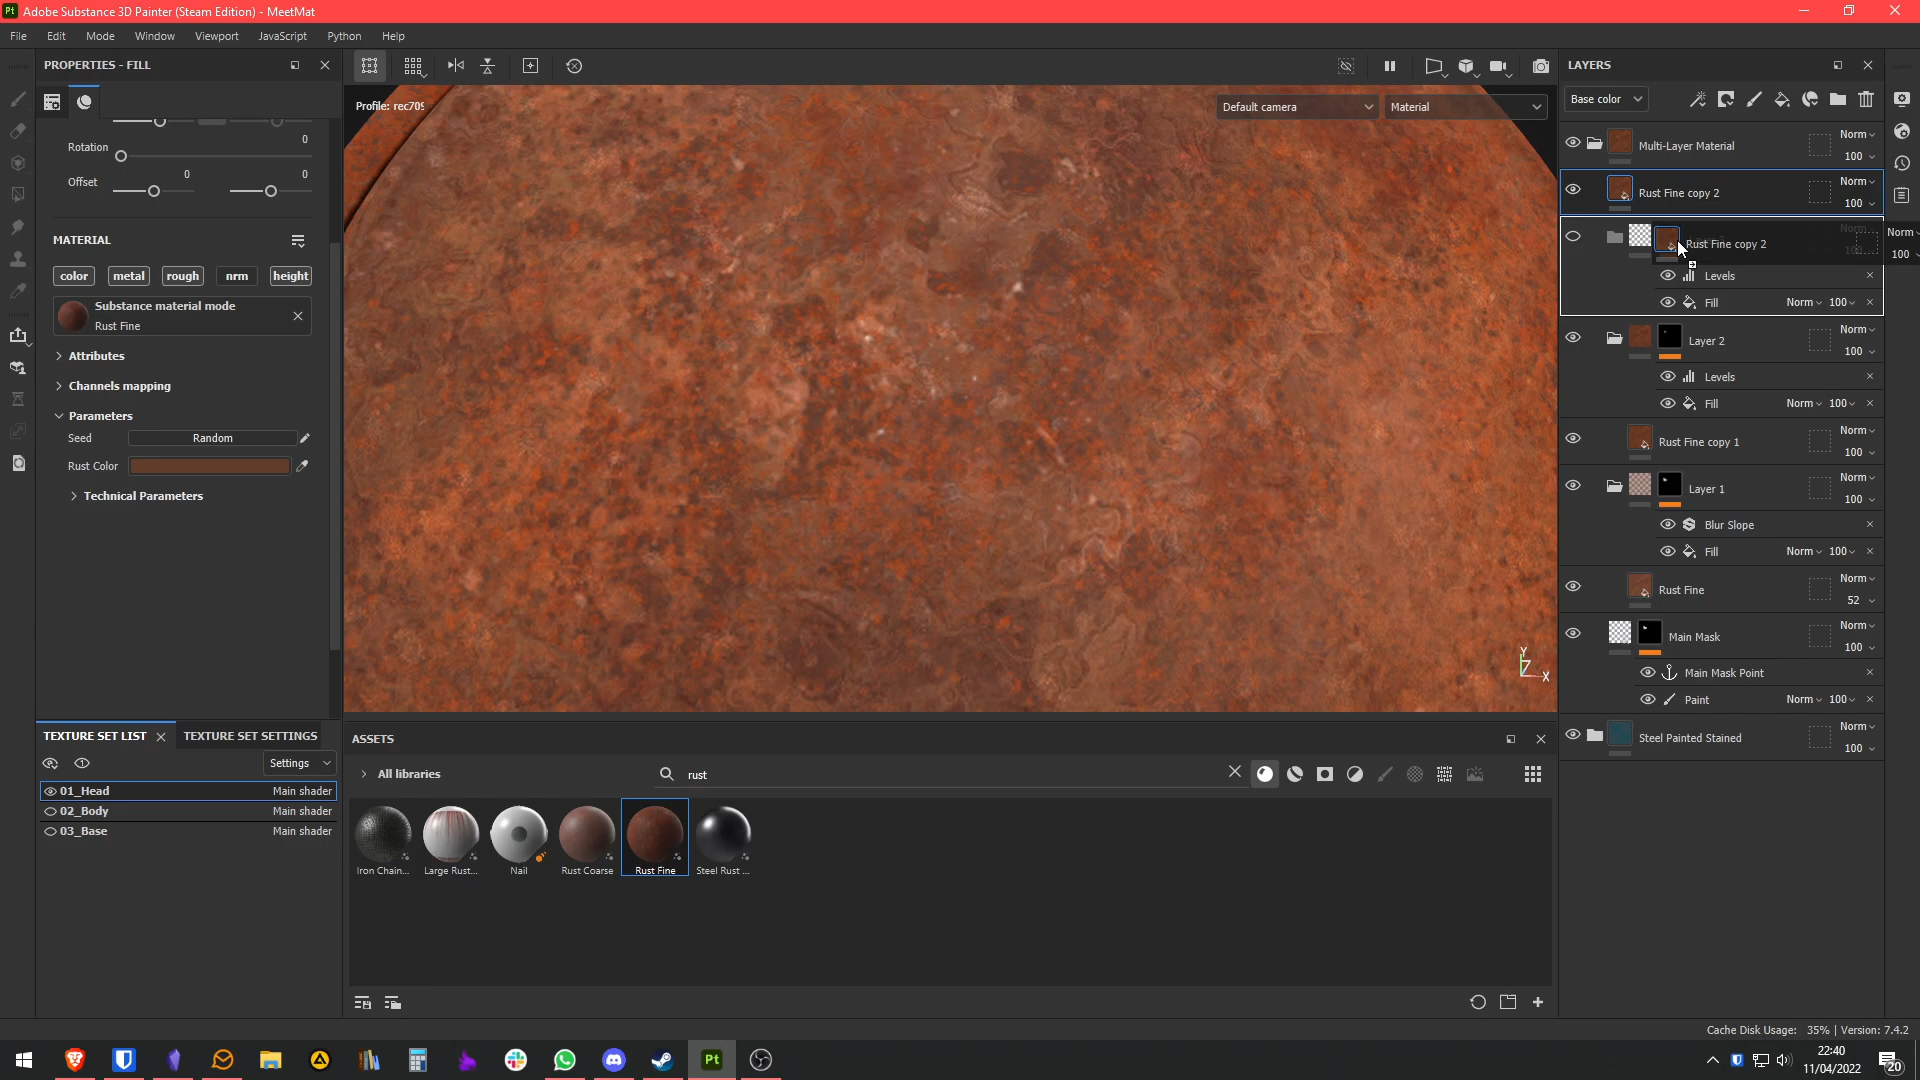 Pt Adobe Substance 3D Painter (Steam Edition) - MeetMat
File Edit Mode Window Viewport JavaScript Python Help
PROPERTIES - FILL
Rotation 0
Offset 0 0
MATERIAL
color metal rough nrm height
Substance material mode
Rust Fine
Attributes
Channels mapping
Parameters
Seed Random
Rust Color
Technical Parameters
TEXTURE SET LIST TEXTURE SET SETTINGS
Settings
01_Head Main shader
02_Body Main shader
03_Base Main shader
Profile: rec709
Default camera Material
Y
Z
X
ASSETS
All libraries rust
Iron Chain... Large Rust... Nail Rust Coarse Rust Fine Steel Rust ...
LAYERS
Base color
Multi-Layer Material Norm 100
Rust Fine copy 2 Norm 100
Rust Fine copy 2 Norm 100
Levels
Fill Norm 100
Layer 2 Norm 100
Levels
Fill Norm 100
Rust Fine copy 1 Norm 100
Layer 1 Norm 100
Blur Slope
Fill Norm 100
Rust Fine Norm 52
Main Mask Norm 100
Main Mask Point
Paint Norm 100
Steel Painted Stained Norm 100
Cache Disk Usage: 35% | Version: 7.4.2
Pt
22:40
11/04/2022
20